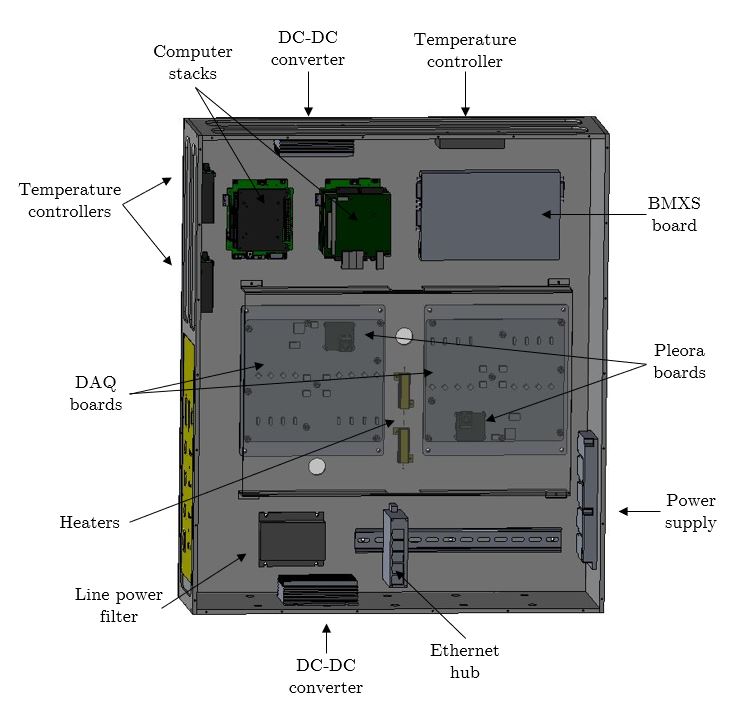 Computer
stacks
DC-DC
converter
Temperature
controller
Temperature
controllers
BMXS
board
DAQ
boards
Pleora
boards
Heaters
Power
supply
Line power
filter
DC-DC
converter
Ethernet
hub